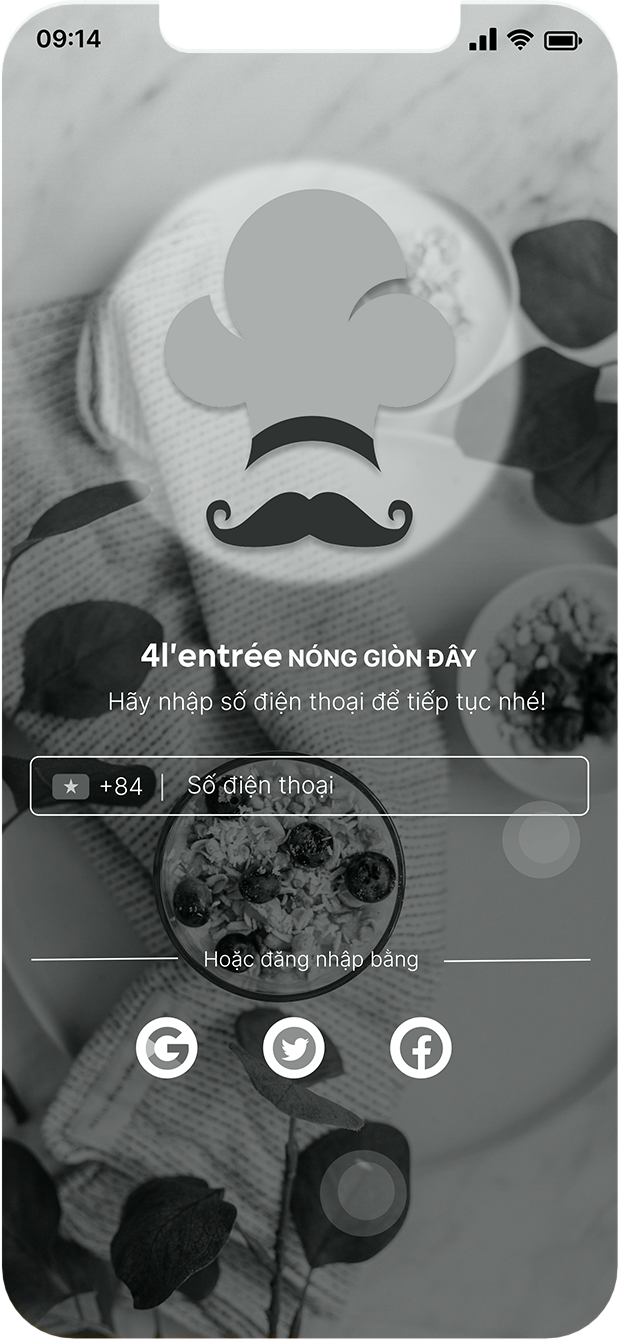 09:14
4l'entrée NÓNG GIÒN ĐÂY
Hãy nhập số điện thoại để tiếp tục nhé!
+84 | Số điện thoại
Hoặc đăng nhập bằng